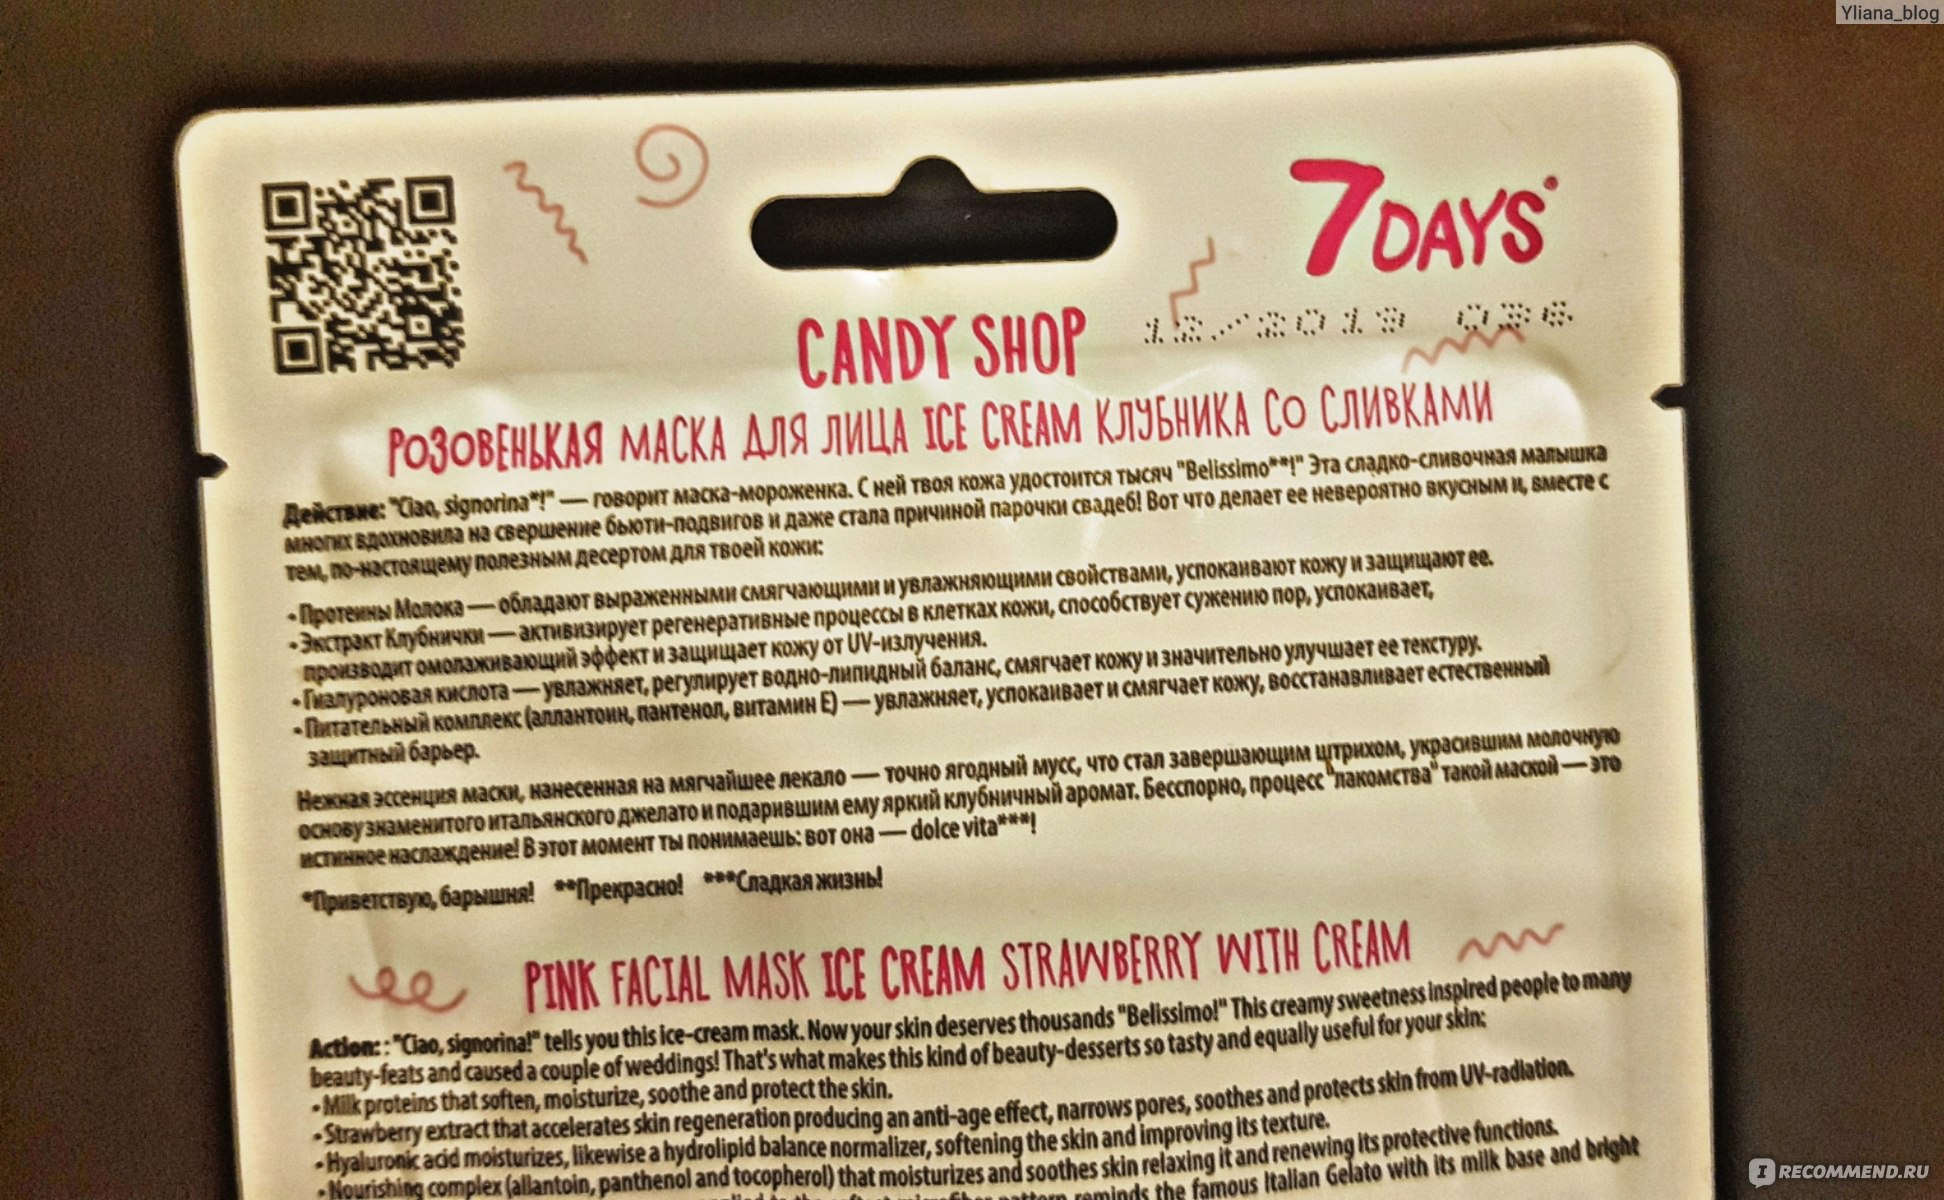 Yliana_blog
7DAYS
12/2019 036
CANDY SHOP
РОЗОВЕНЬКАЯ МАСКА ДЛЯ ЛИЦА ICE CREAM КЛУБНИКА СО СЛИВКАМИ
Действие: "Ciao, signorina*!" — говорит маска-мороженка. С ней твоя кожа удостоится тысяч "Belissimo**!" Эта сладко-сливочная малышка
многих вдохновила на свершение бьюти-подвигов и даже стала причиной парочки свадеб! Вот что делает ее невероятно вкусным и, вместе с
тем, по-настоящему полезным десертом для твоей кожи:
• Протеины Молока — обладают выраженными смягчающими и увлажняющими свойствами, успокаивают кожу и защищают ее.
• Экстракт Клубнички — активизирует регенеративные процессы в клетках кожи, способствует сужению пор, успокаивает,
производит омолаживающий эффект и защищает кожу от UV-излучения.
• Гиалуроновая кислота — увлажняет, регулирует водно-липидный баланс, смягчает кожу и значительно улучшает ее текстуру.
• Питательный комплекс (аллантоин, пантенол, витамин Е) — увлажняет, успокаивает и смягчает кожу, восстанавливает естественный
защитный барьер.
Нежная эссенция маски, нанесенная на мягчайшее лекало — точно ягодный мусс, что стал завершающим штрихом, украсившим молочную
основу знаменитого итальянского джелато и подарившим ему яркий клубничный аромат. Бесспорно, процесс "лакомства" такой маской — это
истинное наслаждение! В этот момент ты понимаешь: вот она — dolce vita***!
*Приветствую, барышня! **Прекрасно! ***Сладкая жизнь!
PINK FACIAL MASK ICE CREAM STRAWBERRY WITH CREAM
Action: : "Ciao, signorina!" tells you this ice-cream mask. Now your skin deserves thousands "Belissimo!" This creamy sweetness inspired people to many
beauty-feats and caused a couple of weddings! That's what makes this kind of beauty-desserts so tasty and equally useful for your skin:
• Milk proteins that soften, moisturize, soothe and protect the skin.
• Strawberry extract that accelerates skin regeneration producing an anti-age effect, narrows pores, soothes and protects skin from UV-radiation.
• Hyaluronic acid moisturizes, likewise a hydrolipid balance normalizer, softening the skin and improving its texture.
• Nourishing complex (allantoin, panthenol and tocopherol) that moisturizes and soothes skin relaxing it and renewing its protective functions.
reminds the famous Italian Gelato with its milk base and bright
IRECOMMEND.RU